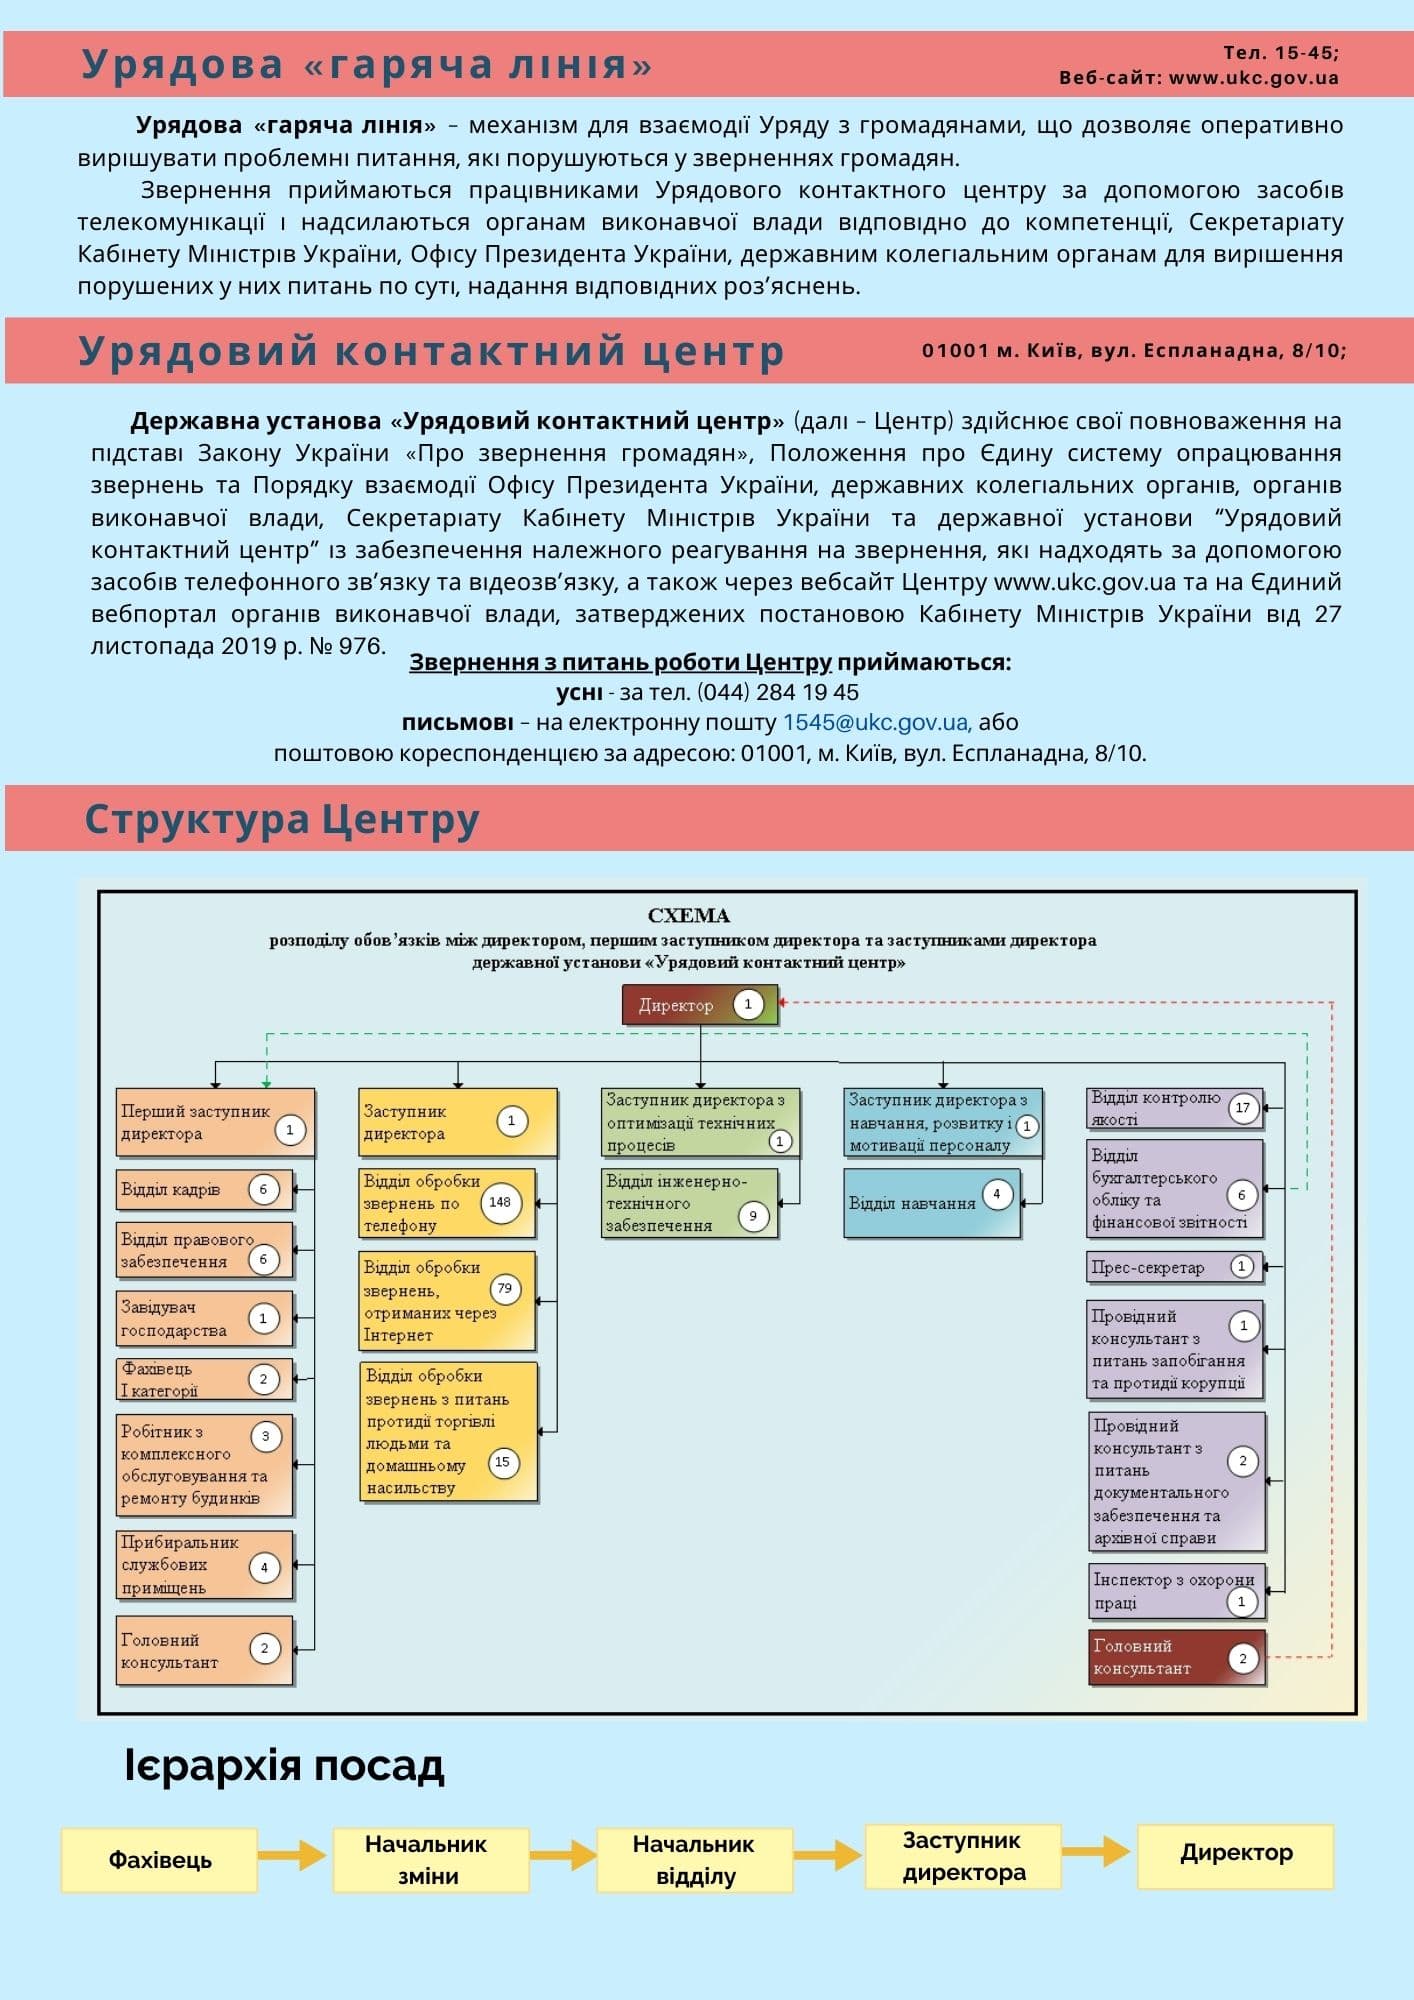 Урядова «гаряча лінія»
Тел. 15-45;
Веб-сайт: www.ukc.gov.ua
Урядова «гаряча лінія» – механізм для взаємодії Уряду з громадянами, що дозволяє оперативно
вирішувати проблемні питання, які порушуються у зверненнях громадян.
Звернення приймаються працівниками Урядового контактного центру за допомогою засобів
телекомунікації і надсилаються органам виконавчої влади відповідно до компетенції, Секретаріату
Кабінету Міністрів України, Офісу Президента України, державним колегіальним органам для вирішення
порушених у них питань по суті, надання відповідних роз’яснень.
Урядовий контактний центр
01001 м. Київ, вул. Еспланадна, 8/10;
Державна установа «Урядовий контактний центр» (далі – Центр) здійснює свої повноваження на
підставі Закону України «Про звернення громадян», Положення про Єдину систему опрацювання
звернень та Порядку взаємодії Офісу Президента України, державних колегіальних органів, органів
виконавчої влади, Секретаріату Кабінету Міністрів України та державної установи “Урядовий
контактний центр” із забезпечення належного реагування на звернення, які надходять за допомогою
засобів телефонного зв’язку та відеозв’язку, а також через вебсайт Центру www.ukc.gov.ua та на Єдиний
вебпортал органів виконавчої влади, затверджених постановою Кабінету Міністрів України від 27
листопада 2019 р. № 976.
Звернення з питань роботи Центру приймаються:
усні - за тел. (044) 284 19 45
письмові – на електронну пошту 1545@ukc.gov.ua, або
поштовою кореспонденцією за адресою: 01001, м. Київ, вул. Еспланадна, 8/10.
Структура Центру
СХЕМА
розподілу обов’язків між директором, першим заступником директора та заступниками директора
державної установи «Урядовий контактний центр»
Директор 1
Перший заступник
директора 1
Відділ кадрів 6
Відділ правового
забезпечення 6
Завідувач
господарства 1
Фахівець
І категорії 2
Робітник з 3
комплексного
обслуговування та
ремонту будинків
Прибиральник
службових 4
приміщень
Головний 2
консультант
Заступник 1
директора
Відділ обробки
звернень по 148
телефону
Відділ обробки
звернень, 79
отриманих через
Інтернет
Відділ обробки
звернень з питань
протидії торгівлі
людьми та
домашньому 15
насильству
Заступник директора з
оптимізації технічних
процесів 1
Відділ інженерно-
технічного
забезпечення 9
Заступник директора з
навчання, розвитку і 1
мотивації персоналу
Відділ навчання 4
Відділ контролю 17
якості
Відділ
бухгалтерського
обліку та 6
фінансової звітності
Прес-секретар 1
Провідний 1
консультант з
питань запобігання
та протидії корупції
Провідний
консультант з
питань 2
документального
забезпечення та
архівної справи
Інспектор з охорони
праці 1
Головний 2
консультант
Ієрархія посад
Фахівець
Начальник
зміни
Начальник
відділу
Заступник
директора
Директор